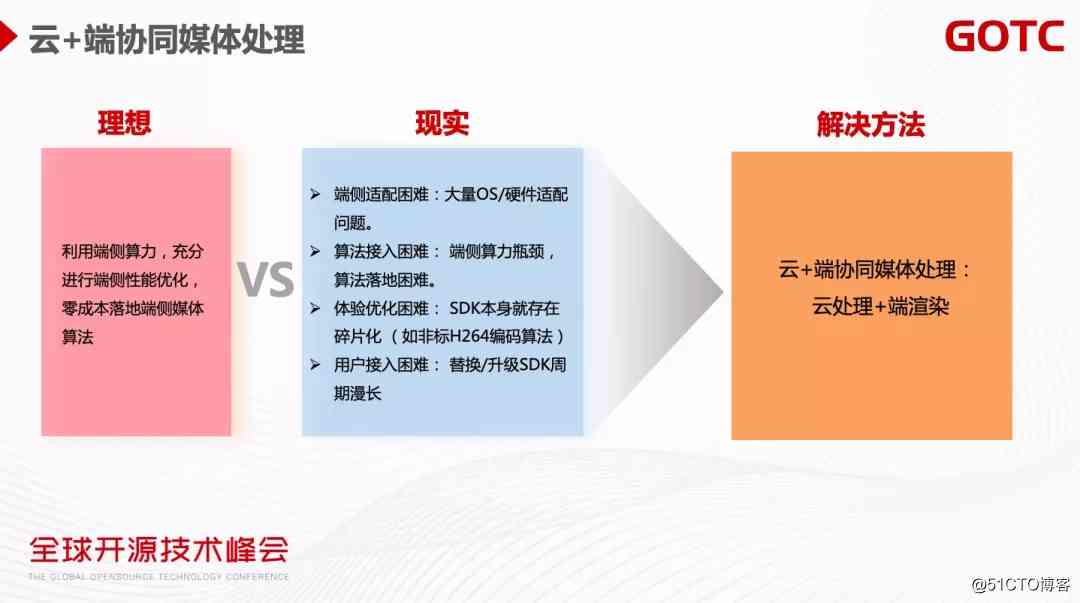 云+端协同媒体处理
GOTC
理想
现实
解决方法
利用端侧算力，充分
进行端侧性能优化，
零成本落地端侧媒体
算法
VS
➢ 端侧适配困难：大量OS/硬件适配
问题。
➢ 算法接入困难： 端侧算力瓶颈，
算法落地困难。
➢ 体验优化困难： SDK本身就存在
碎片化 （如非标H264编码算法）
➢ 用户接入困难： 替换/升级SDK周
期漫长
云+端协同媒体处理：
云处理+端渲染
全球开源技术峰会
THE GLOBAL OPENSOURCE TECHNOLOGY CONFERENCE
@51CTO博客